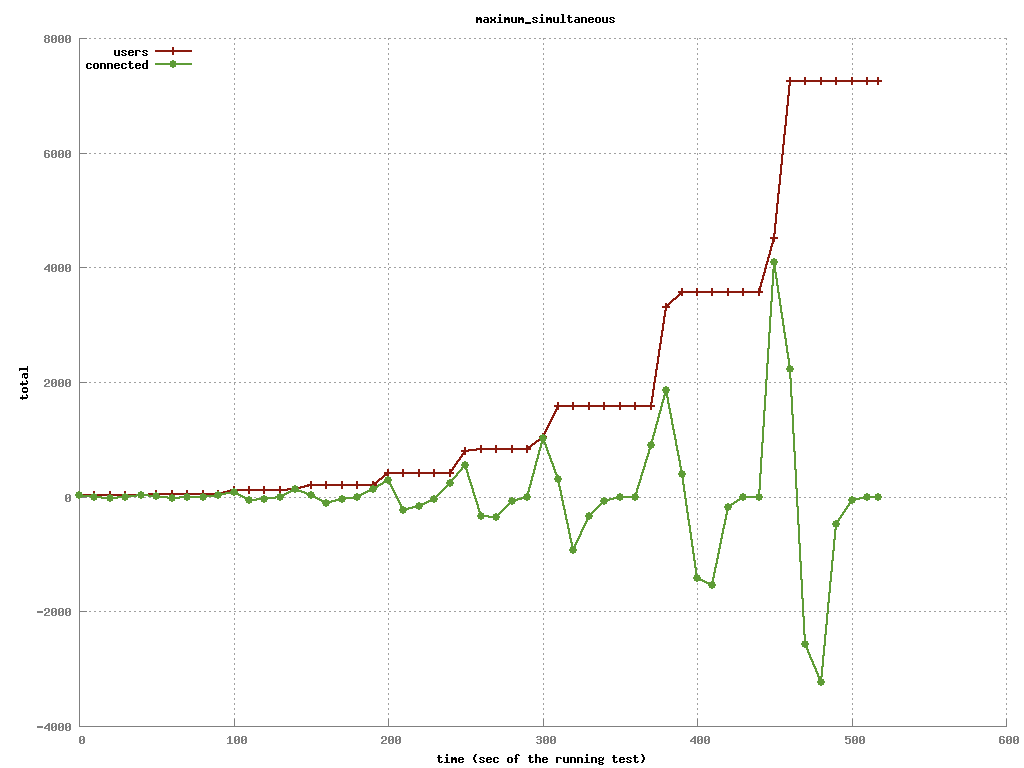 maximum_simultaneous
8000
users
connected
6000
4000
total
2000
0
-2000
-4000
0 100 200 300 400 500 600
time (sec of the running test)